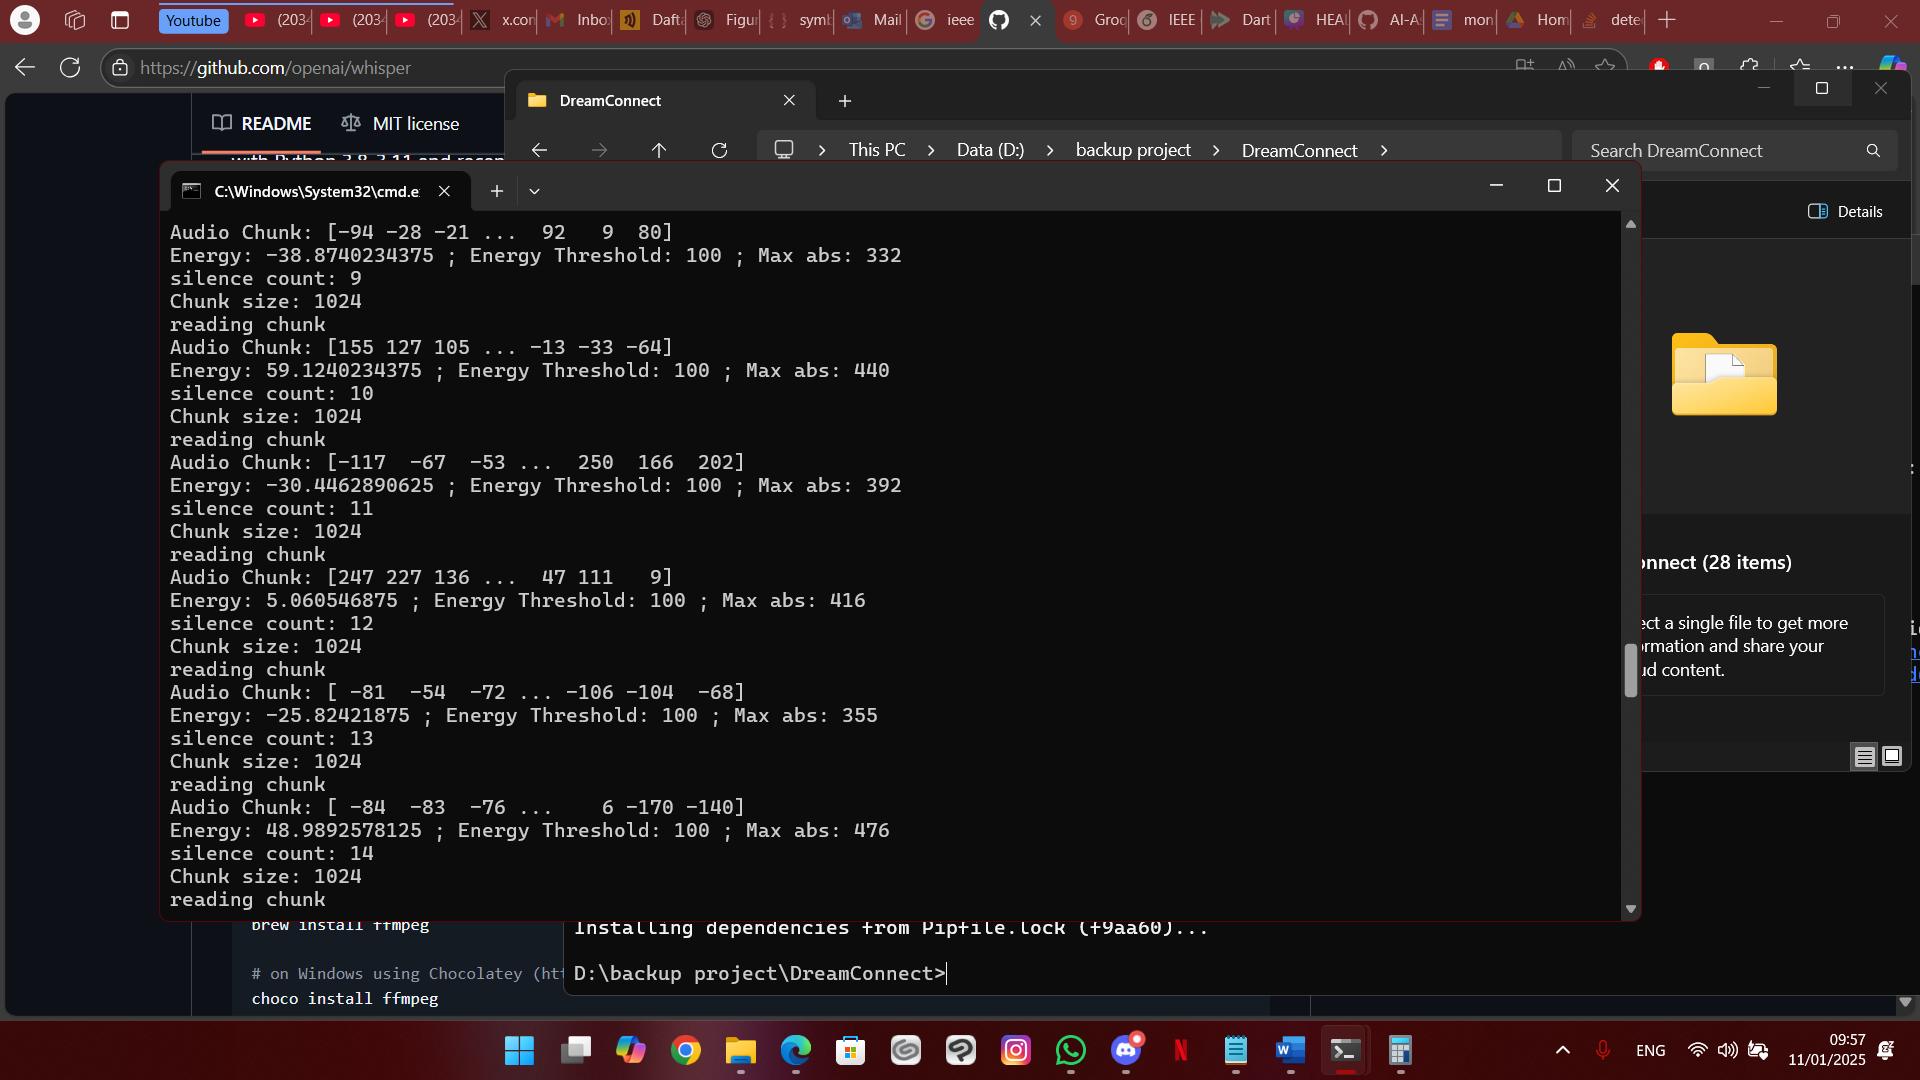 Youtube
(203
(203
(203
x.co
Inbo
Dafta
Figu
sym
Mail
ieee
Groc
IEEE
Dart
HEAL
AI-As
mon
Hom
dete
https://github.com/openai/whisper
README
MIT license
DreamConnect
This PC > Data (D:) > backup project > DreamConnect >
Search DreamConnect
Details
C:\Windows\System32\cmd.e
Audio Chunk: [-94 -28 -21 ...  92   9  80]
Energy: -38.8740234375 ; Energy Threshold: 100 ; Max abs: 332
silence count: 9
Chunk size: 1024
reading chunk
Audio Chunk: [155 127 105 ... -13 -33 -64]
Energy: 59.1240234375 ; Energy Threshold: 100 ; Max abs: 440
silence count: 10
Chunk size: 1024
reading chunk
Audio Chunk: [-117  -67  -53 ...  250  166  202]
Energy: -30.4462890625 ; Energy Threshold: 100 ; Max abs: 392
silence count: 11
Chunk size: 1024
reading chunk
Audio Chunk: [247 227 136 ...  47 111   9]
Energy: 5.060546875 ; Energy Threshold: 100 ; Max abs: 416
silence count: 12
Chunk size: 1024
reading chunk
Audio Chunk: [ -81  -54  -72 ... -106 -104  -68]
Energy: -25.82421875 ; Energy Threshold: 100 ; Max abs: 355
silence count: 13
Chunk size: 1024
reading chunk
Audio Chunk: [ -84  -83  -76 ...    6 -170 -140]
Energy: 48.9892578125 ; Energy Threshold: 100 ; Max abs: 476
silence count: 14
Chunk size: 1024
reading chunk
onnect (28 items)
ect a single file to get more
ormation and share your
ud content.
brew install ffmpeg
# on Windows using Chocolatey (htt
choco install ffmpeg
Installing dependencies from Pipfile.lock (f9aa60)...
D:\backup project\DreamConnect>
ENG
09:57
11/01/2025